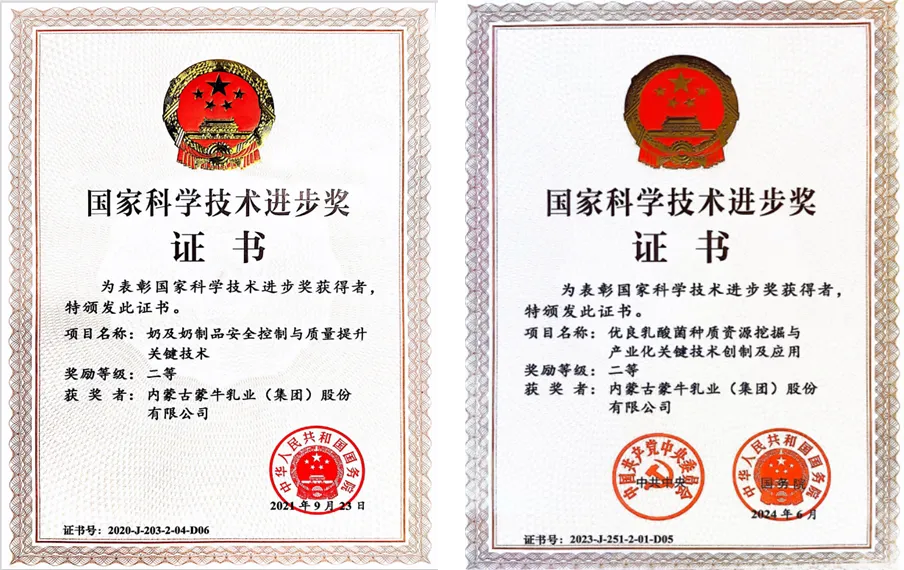 国家科学技术进步奖
证书
为表彰国家科学技术进步奖获得者，
特颁发此证书。
项目名称：奶及奶制品安全控制与质量提升
关键技术
奖励等级：二等
获奖者：内蒙古蒙牛乳业（集团）股份
有限公司
中华人民共和国国务院
2021年9月23日
证书号：2020-J-203-2-04-D06
国家科学技术进步奖
证书
为表彰国家科学技术进步奖获得者，
特颁发此证书。
项目名称：优良乳酸菌种质资源挖掘与
产业化关键技术创制及应用
奖励等级：二等
获奖者：内蒙古蒙牛乳业（集团）股份
有限公司
中国共产党中央委员会
中共中央
中华人民共和国国务院
国务院
2024年6月
证书号：2023-J-251-2-01-D05